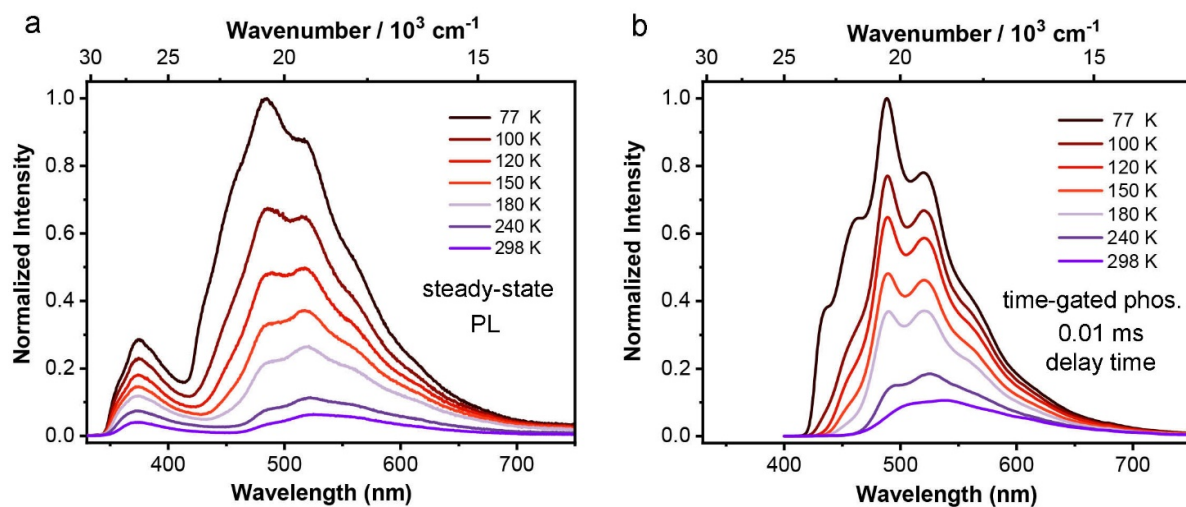 a
Wavenumber / 10³ cm⁻¹
30 25 20 15
1.0
0.8
0.6
0.4
0.2
0.0
Normalized Intensity
77 K
100 K
120 K
150 K
180 K
240 K
298 K
steady-state
PL
400 500 600 700
Wavelength (nm)
b
Wavenumber / 10³ cm⁻¹
30 25 20 15
1.0
0.8
0.6
0.4
0.2
0.0
Normalized Intensity
77 K
100 K
120 K
150 K
180 K
240 K
298 K
time-gated phos.
0.01 ms
delay time
400 500 600 700
Wavelength (nm)